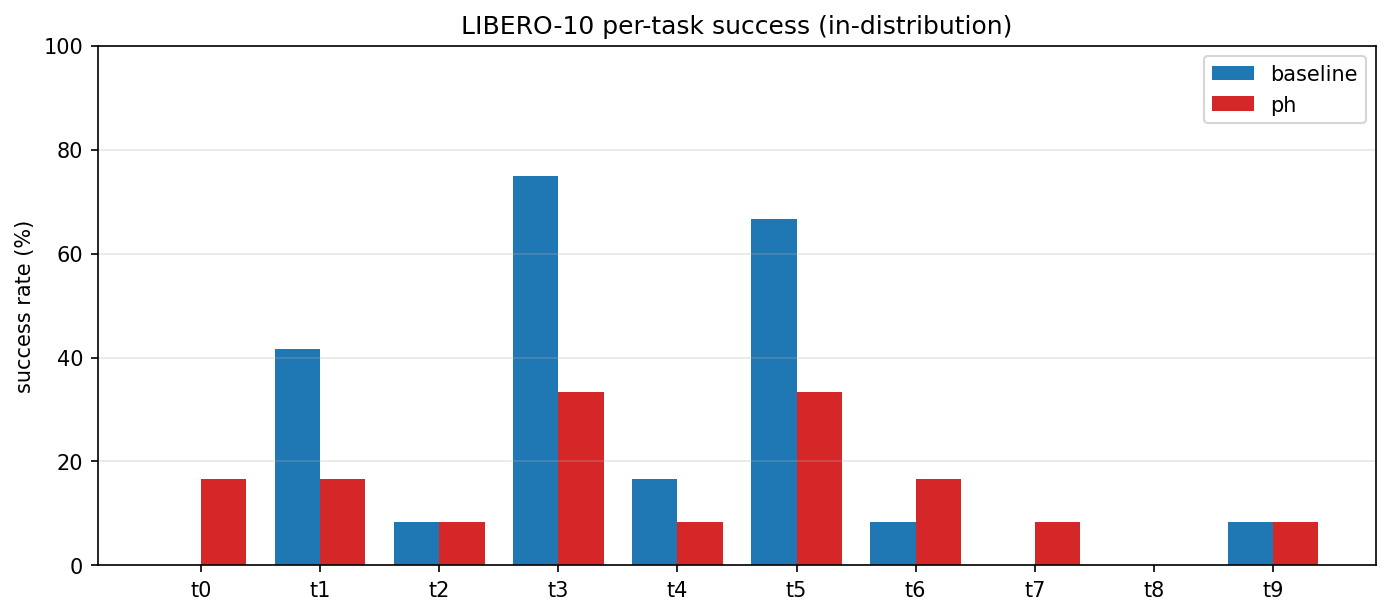 LIBERO-10 per-task success (in-distribution)
baseline
ph
success rate (%)
100
80
60
40
20
0
t0 t1 t2 t3 t4 t5 t6 t7 t8 t9